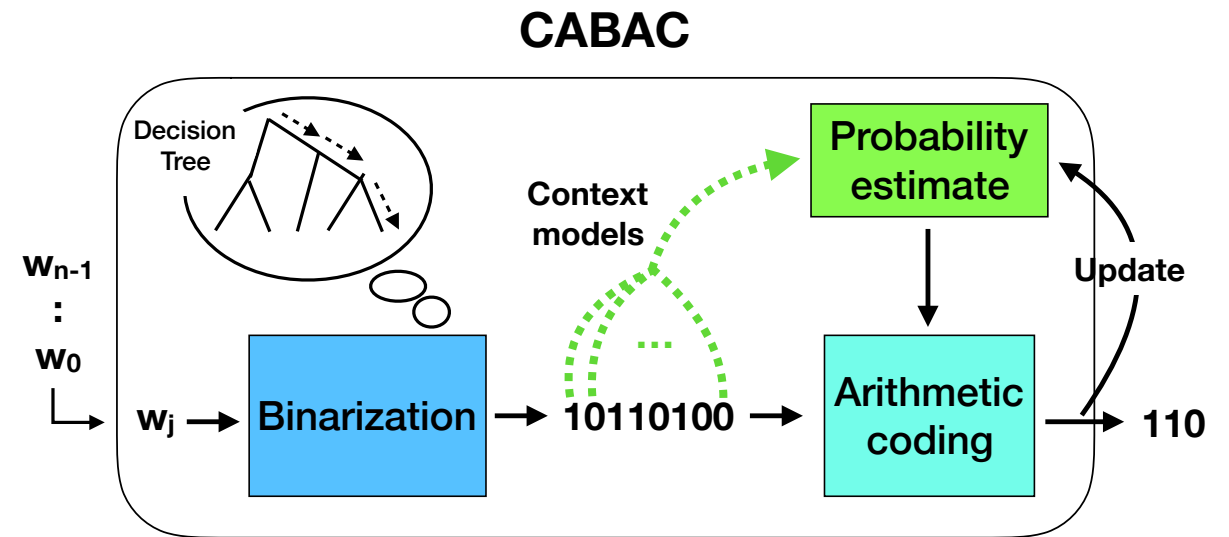 CABAC
Decision
Tree
Probability
estimate
Context
models
wn-1
:
w0
Update
...
wj
Binarization
10110100
Arithmetic
coding
110